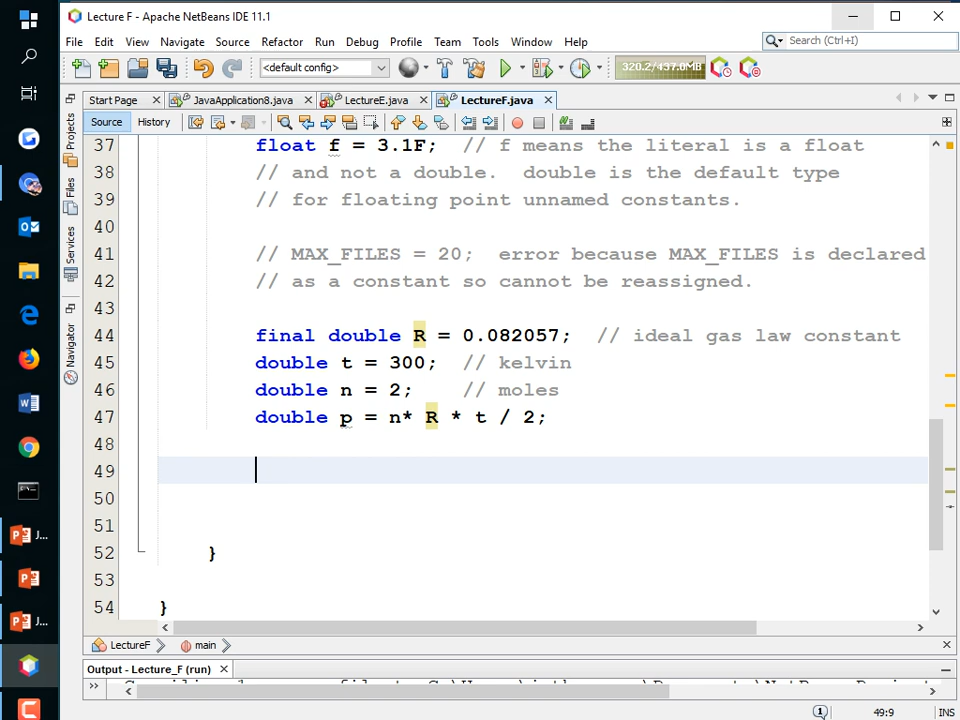 Lecture F - Apache NetBeans IDE 11.1
File Edit View Navigate Source Refactor Run Debug Profile Team Tools Window Help
Search (Ctrl+I)
<default config>
320.2/437.0MB
Start Page
JavaApplication8.java
LectureE.java
LectureF.java
Source History
Projects
Files
Services
Navigator
37 float f = 3.1F; // f means the literal is a float
38 // and not a double. double is the default type
39 // for floating point unnamed constants.
40
41 // MAX_FILES = 20; error because MAX_FILES is declared
42 // as a constant so cannot be reassigned.
43
44 final double R = 0.082057; // ideal gas law constant
45 double t = 300; // kelvin
46 double n = 2; // moles
47 double p = n* R * t / 2;
48
49
50
51
52 }
53
54 }
LectureF
main
Output - Lecture_F (run)
J...
J...
49:9
INS